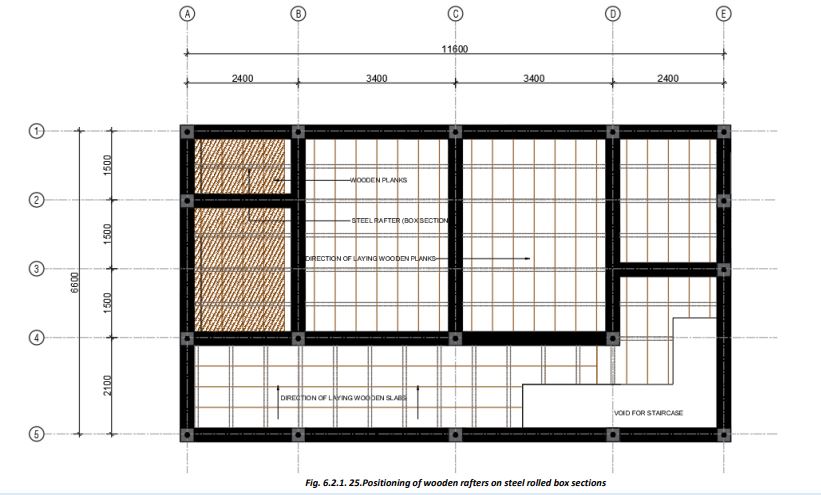 A B C D E
11600
2400 3400 3400 2400
1
1500
WOODEN PLANKS
2
STEEL RAFTER (BOX SECTION
1500
DIRECTION OF LAYING WOODEN PLANKS
3
6600
1500
4
2100
DIRECTION OF LAYING WOODEN SLABS
VOID FOR STAIRCASE
5
Fig. 6.2.1. 25.Positioning of wooden rafters on steel rolled box sections